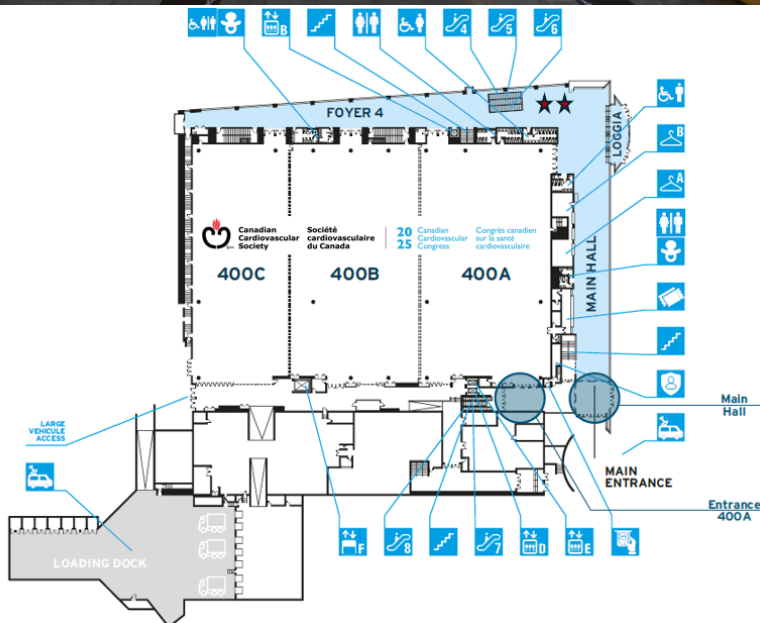 B
4
5
6
FOYER 4
LOGGIA
B
A
Canadian
Cardiovascular
Society
Société
cardiovasculaire
du Canada
20
25
Canadian
Cardiovascular
Congress
Congrès canadien
sur la santé
cardiovasculaire
400C
400B
400A
MAIN HALL
Main
Hall
LARGE
VEHICULE
ACCESS
MAIN
ENTRANCE
Entrance
400A
F
8
7
D
E
LOADING DOCK